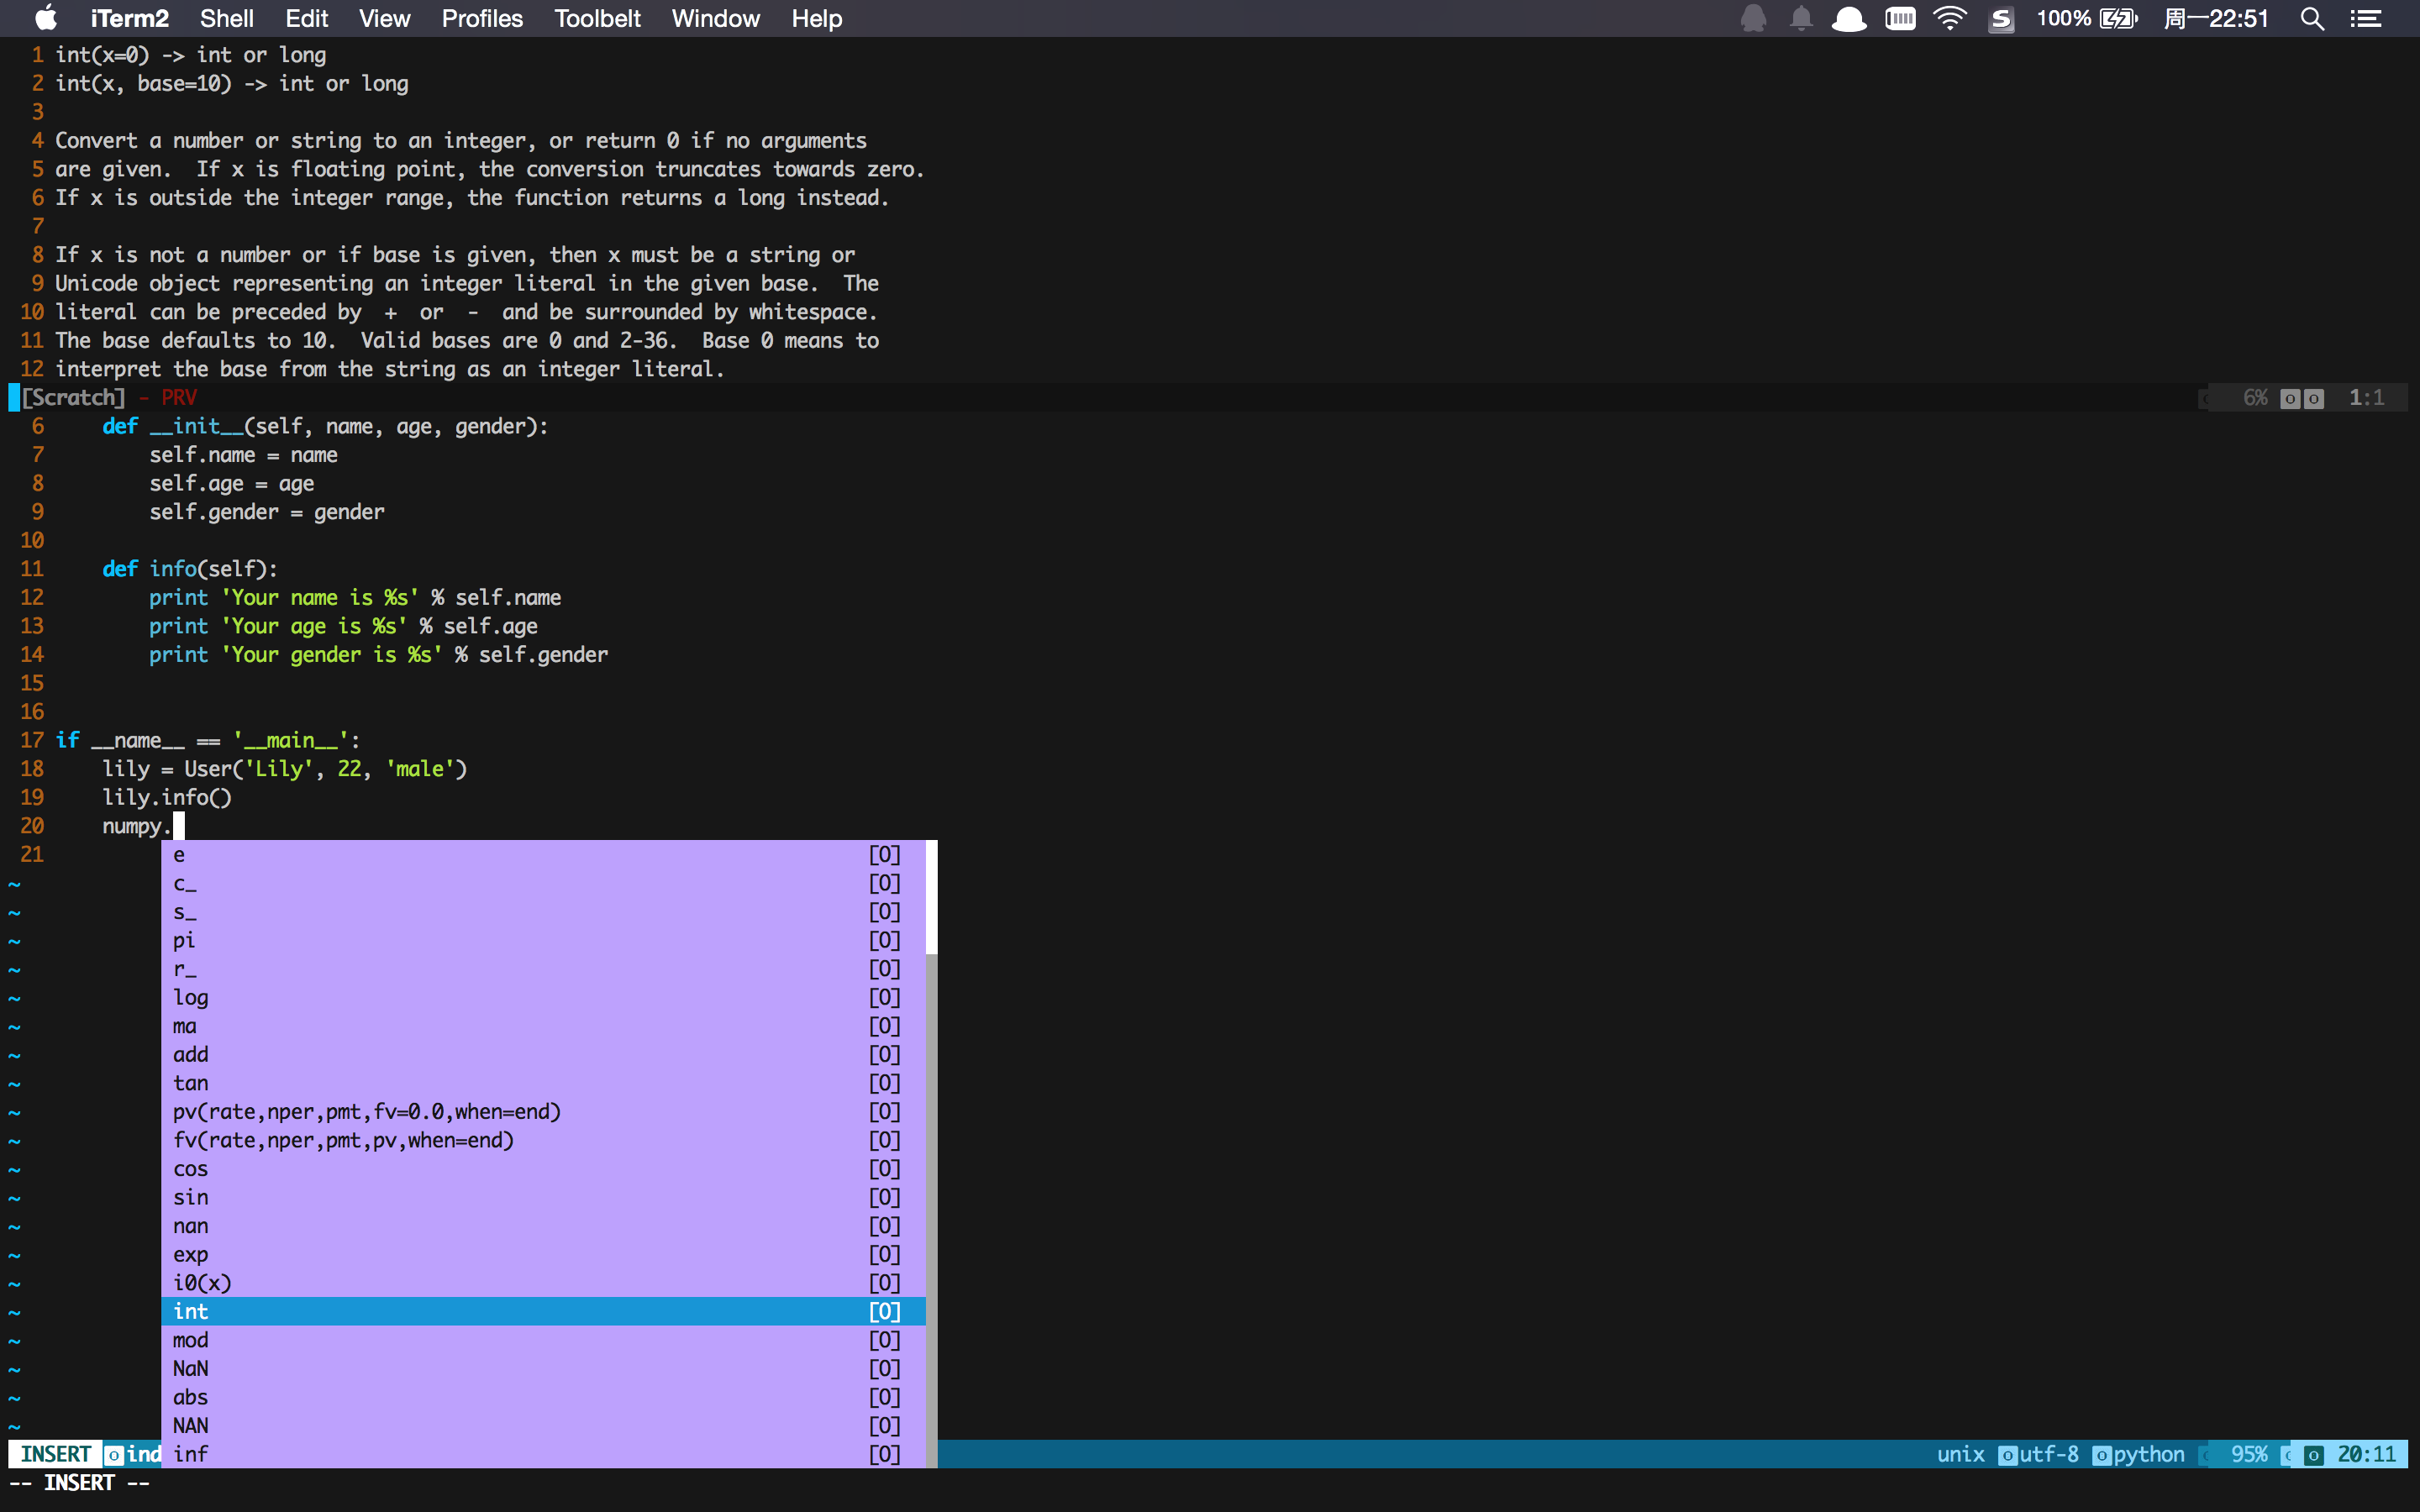 iTerm2 Shell Edit View Profiles Toolbelt Window Help 100% 周一22:51
1 int(x=0) -> int or long
2 int(x, base=10) -> int or long
3
4 Convert a number or string to an integer, or return 0 if no arguments
5 are given.  If x is floating point, the conversion truncates towards zero.
6 If x is outside the integer range, the function returns a long instead.
7
8 If x is not a number or if base is given, then x must be a string or
9 Unicode object representing an integer literal in the given base.  The
10 literal can be preceded by  +  or  -  and be surrounded by whitespace.
11 The base defaults to 10.  Valid bases are 0 and 2-36.  Base 0 means to
12 interpret the base from the string as an integer literal.
[Scratch] - PRV 6% 1:1
6     def __init__(self, name, age, gender):
7         self.name = name
8         self.age = age
9         self.gender = gender
10
11     def info(self):
12         print 'Your name is %s' % self.name
13         print 'Your age is %s' % self.age
14         print 'Your gender is %s' % self.gender
15
16
17 if __name__ == '__main__':
18     lily = User('Lily', 22, 'male')
19     lily.info()
20     numpy.
21 e [O]
~ c_ [O]
~ s_ [O]
~ pi [O]
~ r_ [O]
~ log [O]
~ ma [O]
~ add [O]
~ tan [O]
~ pv(rate,nper,pmt,fv=0.0,when=end) [O]
~ fv(rate,nper,pmt,pv,when=end) [O]
~ cos [O]
~ sin [O]
~ nan [O]
~ exp [O]
~ i0(x) [O]
~ int [O]
~ mod [O]
~ NaN [O]
~ abs [O]
~ NAN [O]
INSERT ind inf [O] unix utf-8 python 95% 20:11
-- INSERT --